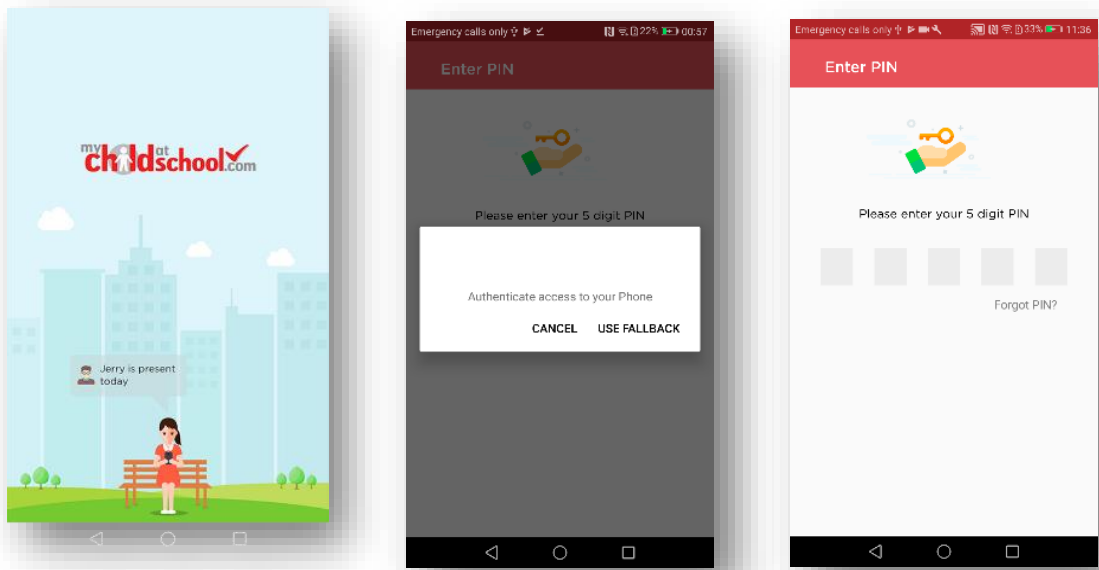 my child at school.com
Jerry is present
today
Emergency calls only 22% 00:57
Enter PIN
Please enter your 5 digit PIN
Authenticate access to your Phone
CANCEL USE FALLBACK
Emergency calls only 33% 11:36
Enter PIN
Please enter your 5 digit PIN
Forgot PIN?